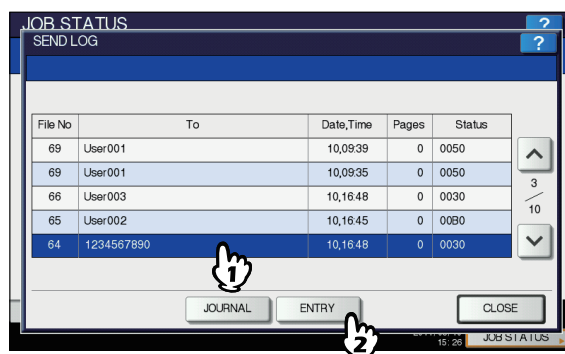 JOB STATUS ?
SEND LOG ?
File No To Date,Time Pages Status
69 User001 10,09:39 0 0050
69 User001 10,09:35 0 0050
66 User003 10,16:48 0 0030
65 User002 10,16:45 0 00B0
64 1234567890 10,16:48 0 0030
3
10
1
JOURNAL ENTRY CLOSE
2
15: 26 JOB STATUS